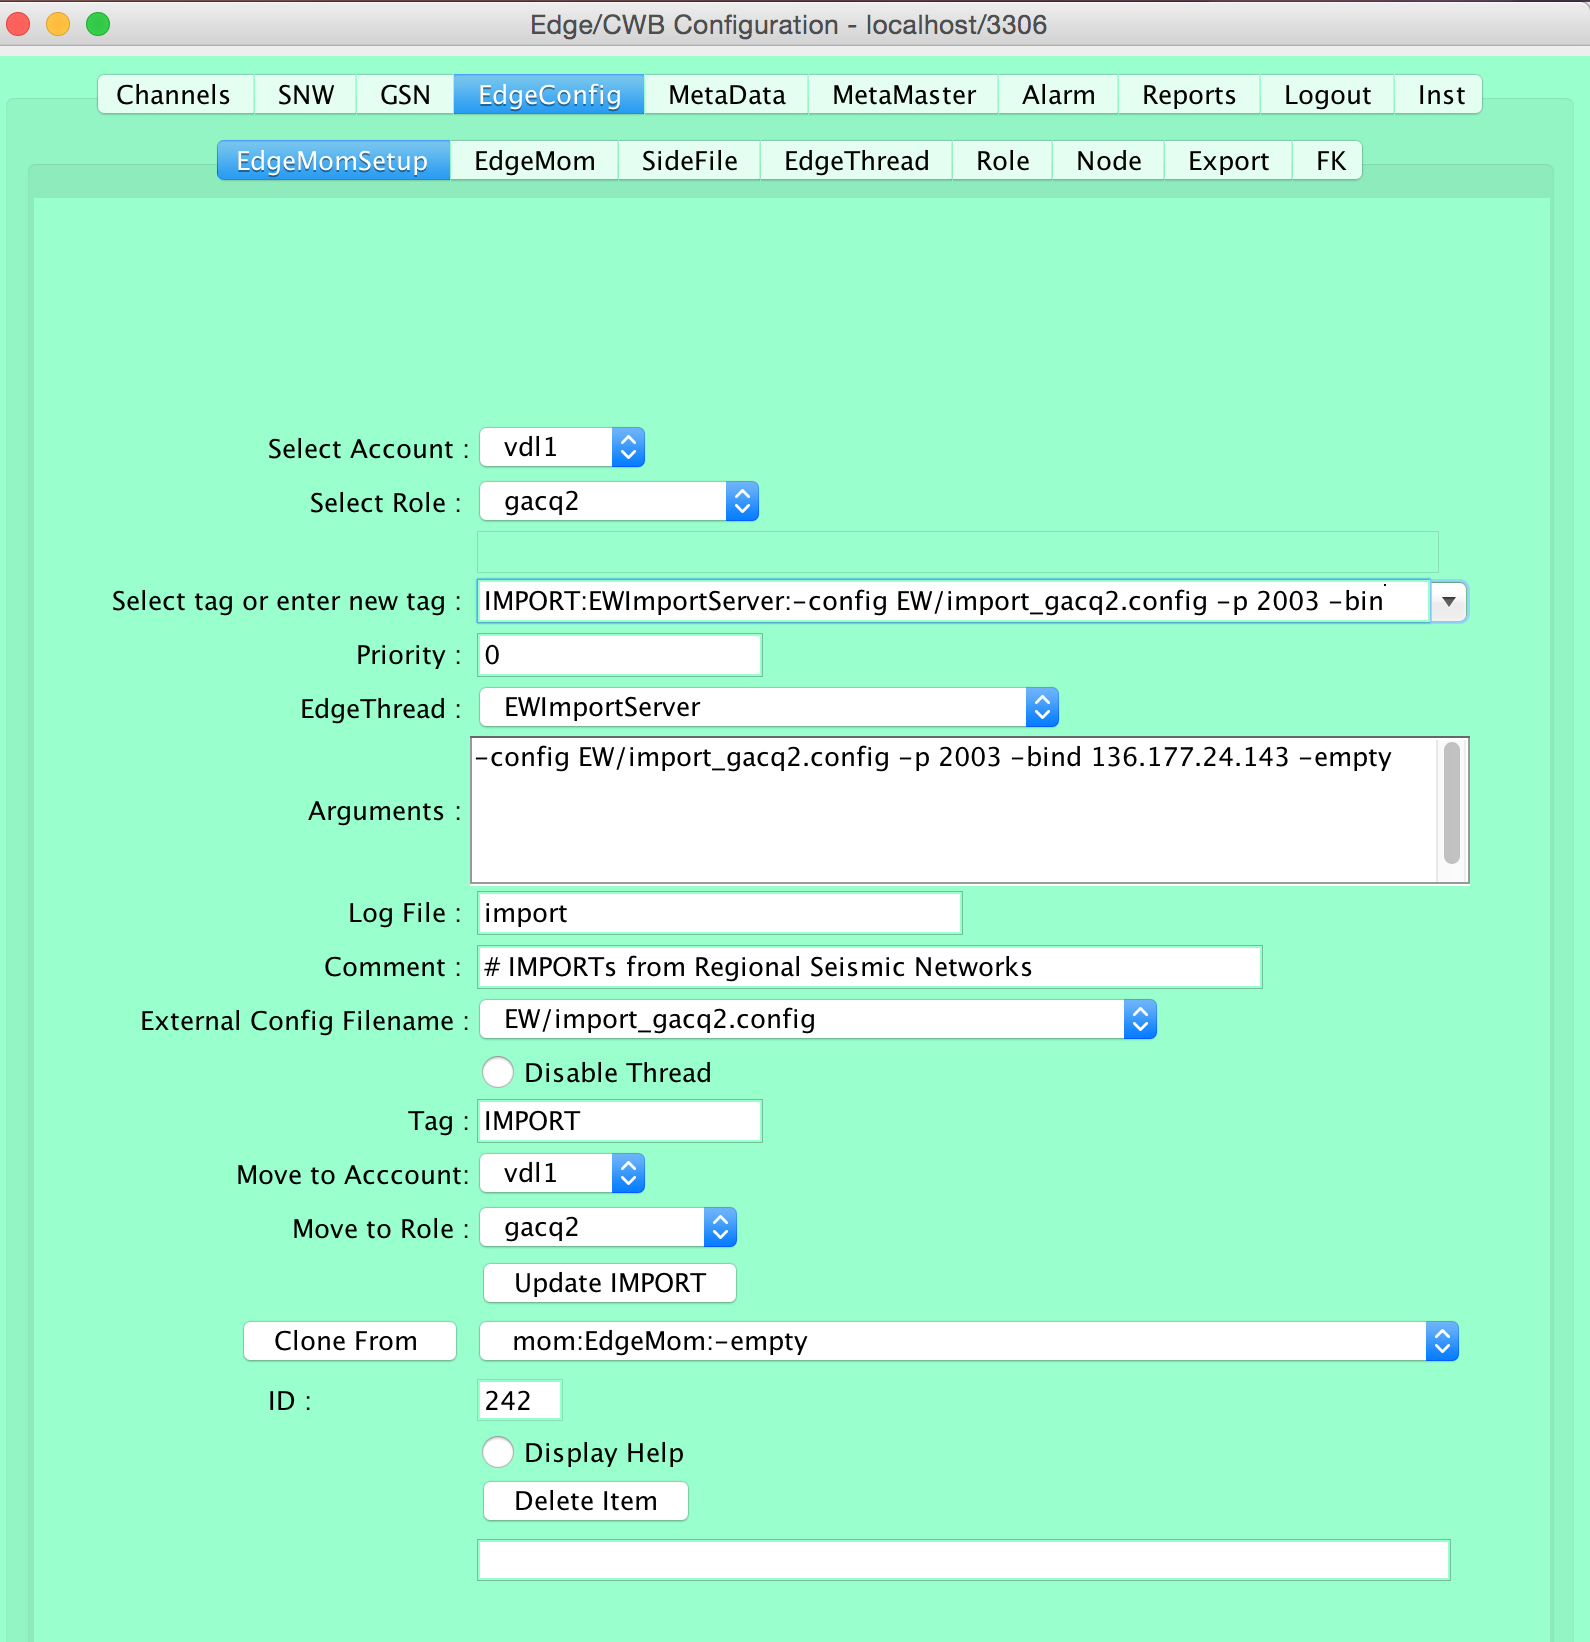 Edge/CWB Configuration - localhost/3306
Channels SNW GSN EdgeConfig MetaData MetaMaster Alarm Reports Logout Inst
EdgeMomSetup EdgeMom SideFile EdgeThread Role Node Export FK
Select Account : vdl1
Select Role : gacq2
Select tag or enter new tag : IMPORT:EWImportServer:-config EW/import_gacq2.config -p 2003 -bin
Priority : 0
EdgeThread : EWImportServer
Arguments : -config EW/import_gacq2.config -p 2003 -bind 136.177.24.143 -empty
Log File : import
Comment : # IMPORTs from Regional Seismic Networks
External Config Filename : EW/import_gacq2.config
Disable Thread
Tag : IMPORT
Move to Acccount: vdl1
Move to Role : gacq2
Update IMPORT
Clone From mom:EdgeMom:-empty
ID : 242
Display Help
Delete Item